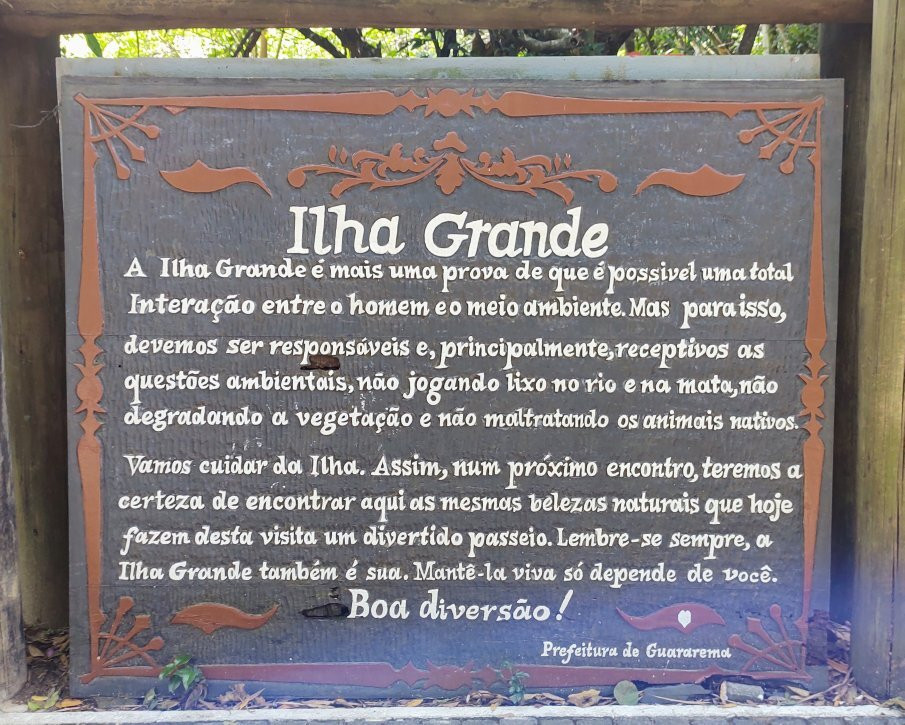 Ilha Grande
A Ilha Grande é mais uma prova de que é possivel uma total
Interação entre o homem e o meio ambiente. Mas para isso,
devemos ser responsáveis e, principalmente, receptivos as
questões ambientais, não jogando lixo no rio e na mata, não
degradando a vegetação e não maltratando os animais nativos.
Vamos cuidar da Ilha. Assim, num próximo encontro, teremos a
certeza de encontrar aqui as mesmas belezas naturais que hoje
fazem desta visita um divertido passeio. Lembre-se sempre, a
Ilha Grande também é sua. Mantê-la viva só depende de você.
Boa diversão!
Prefeitura de Guararema